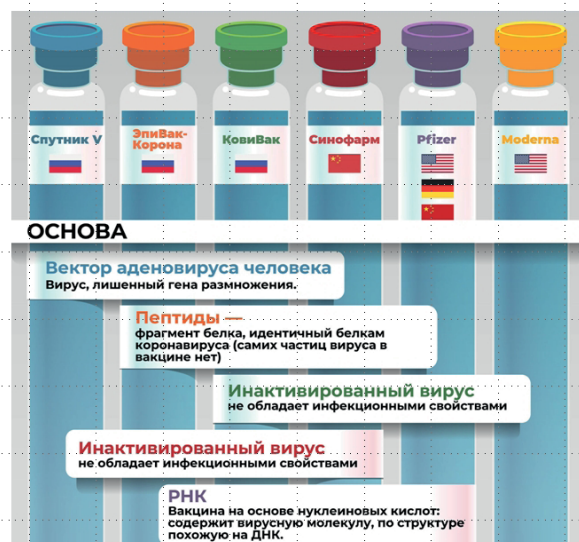 Спутник V
ЭпиВак-
Корона
КовиВак
Синофарм
Pfizer
Moderna
ОСНОВА
Вектор аденовируса человека
Вирус, лишенный гена размножения.
Пептиды —
фрагмент белка, идентичный белкам
коронавируса (самих частиц вируса в
вакцине нет)
Инактивированный вирус
не обладает инфекционными свойствами
Инактивированный вирус
не обладает инфекционными свойствами
РНК
Вакцина на основе нуклеиновых кислот:
содержит вирусную молекулу, по структуре
похожую на ДНК.